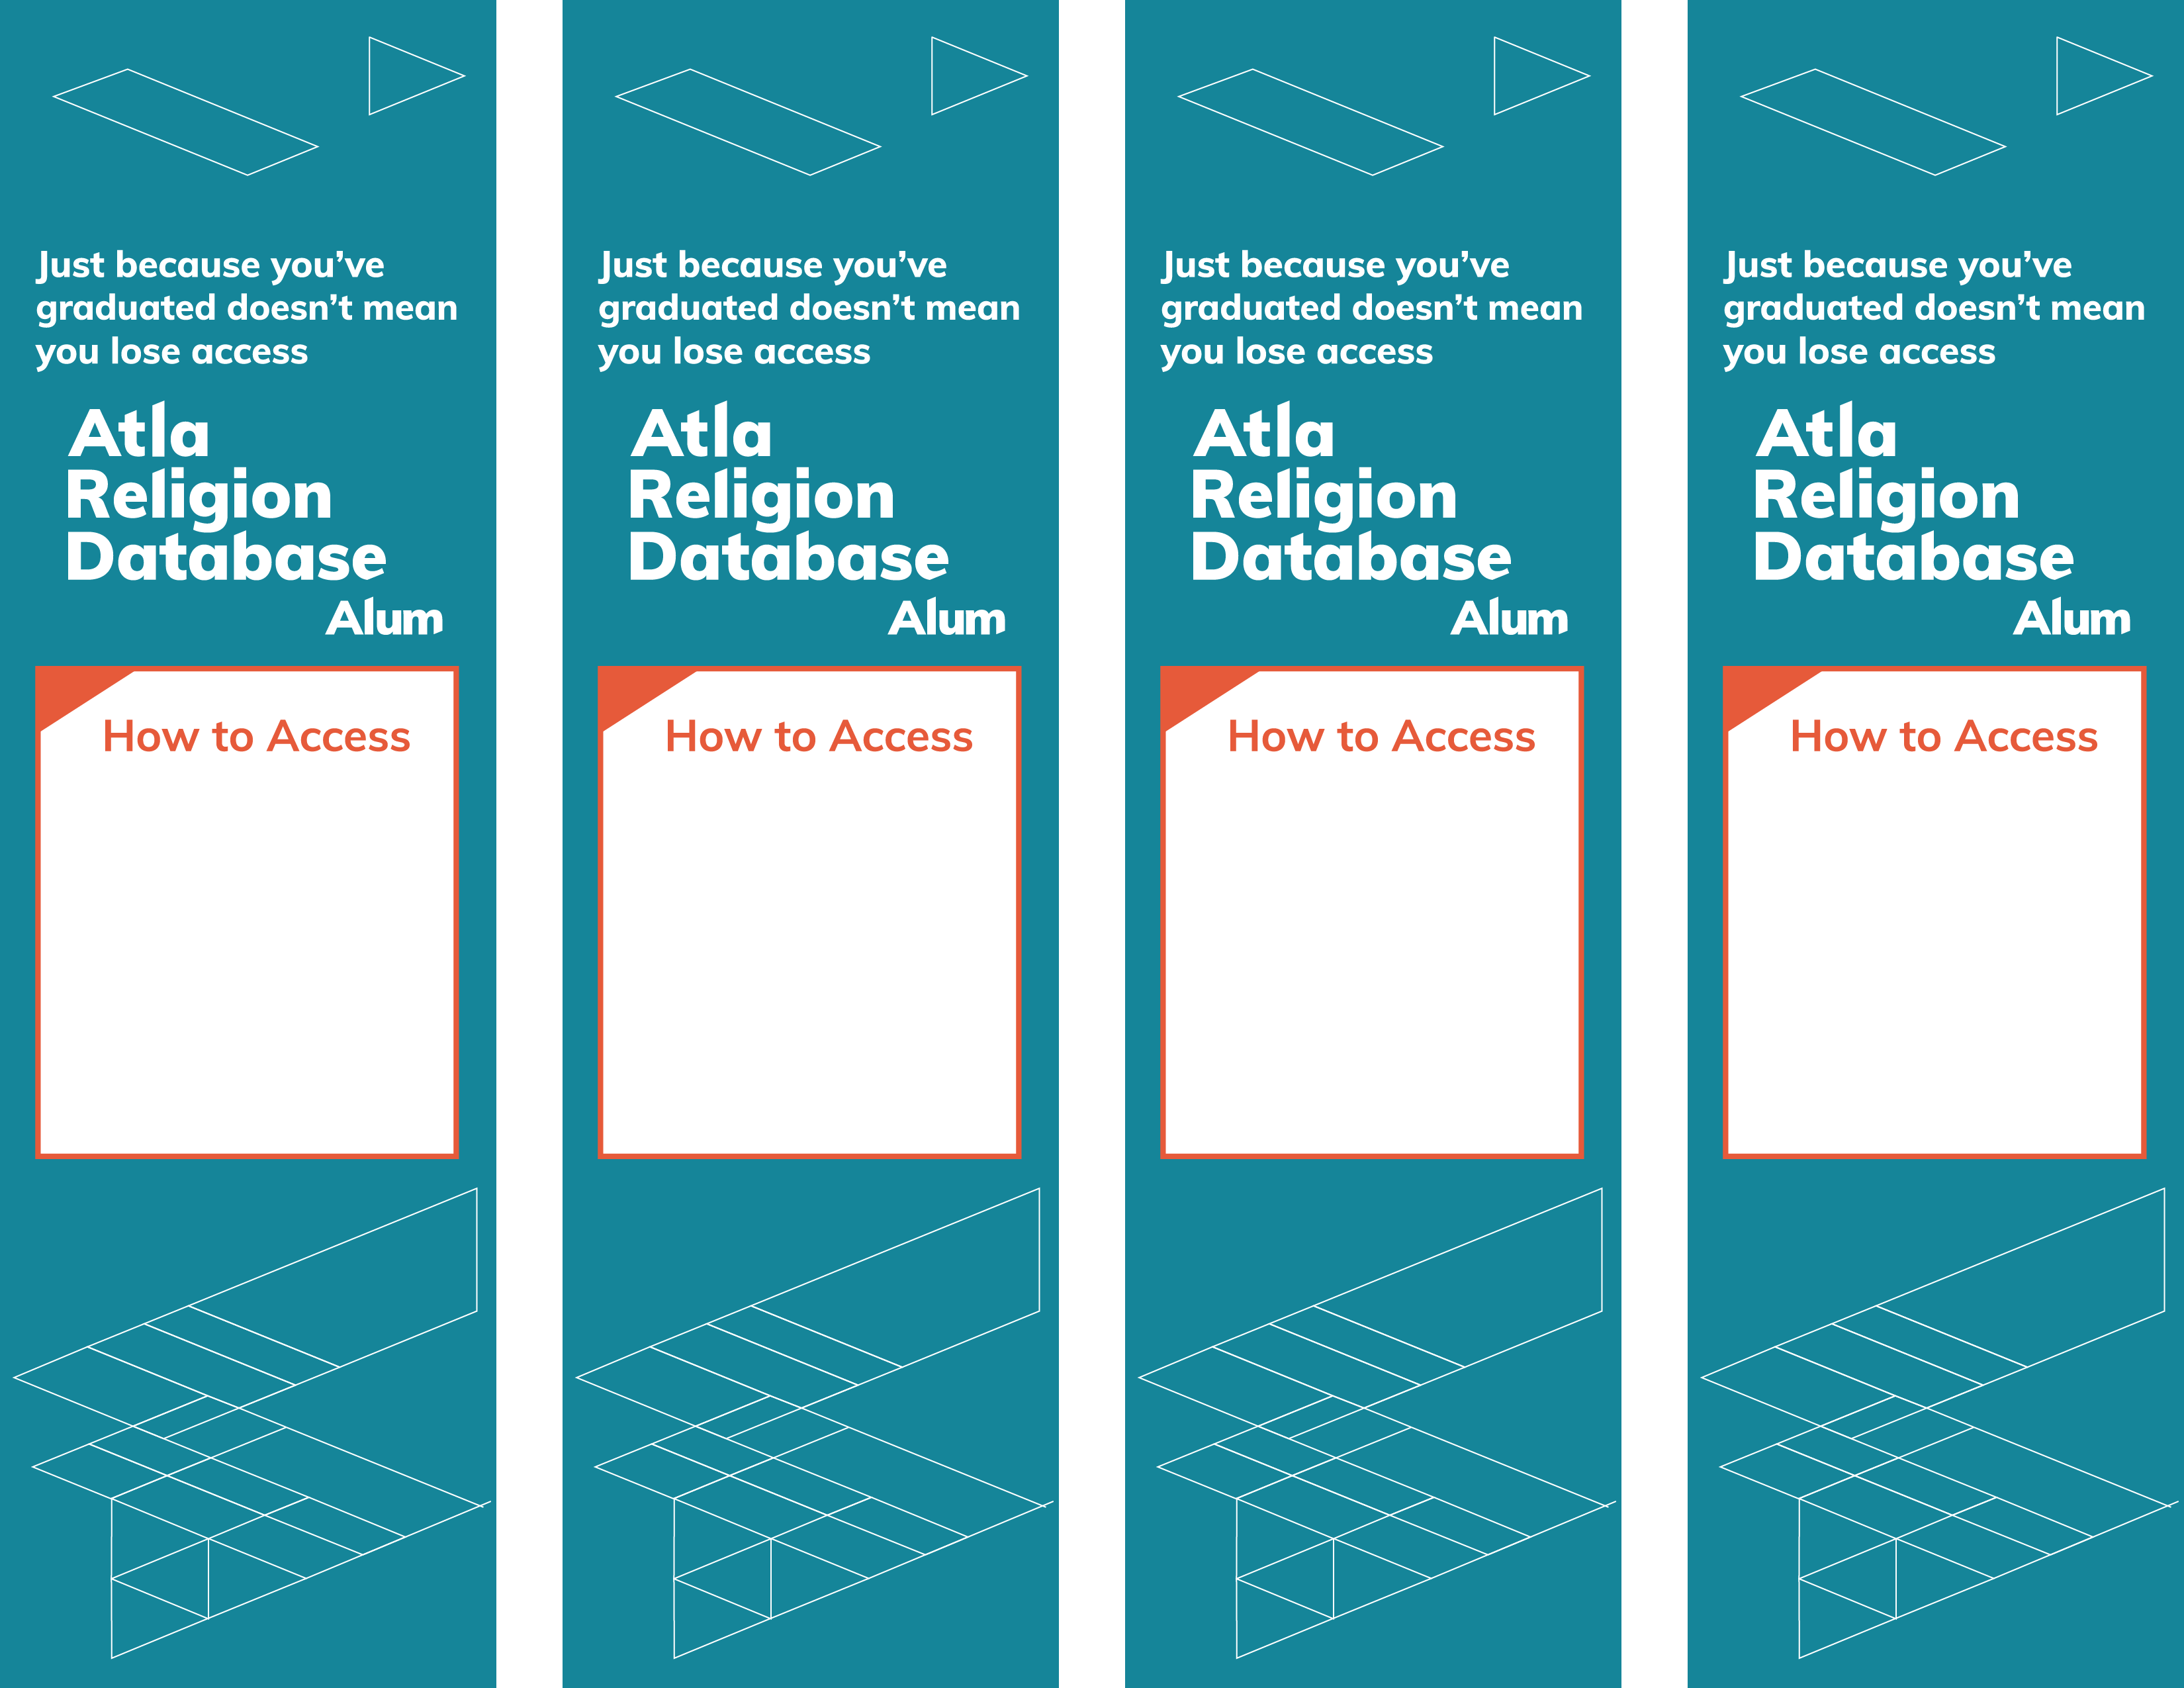 Just because you’ve
graduated doesn’t mean
you lose access
Atla
Religion
Database
Alum
How to Access
Just because you’ve
graduated doesn’t mean
you lose access
Atla
Religion
Database
Alum
How to Access
Just because you’ve
graduated doesn’t mean
you lose access
Atla
Religion
Database
Alum
How to Access
Just because you’ve
graduated doesn’t mean
you lose access
Atla
Religion
Database
Alum
How to Access